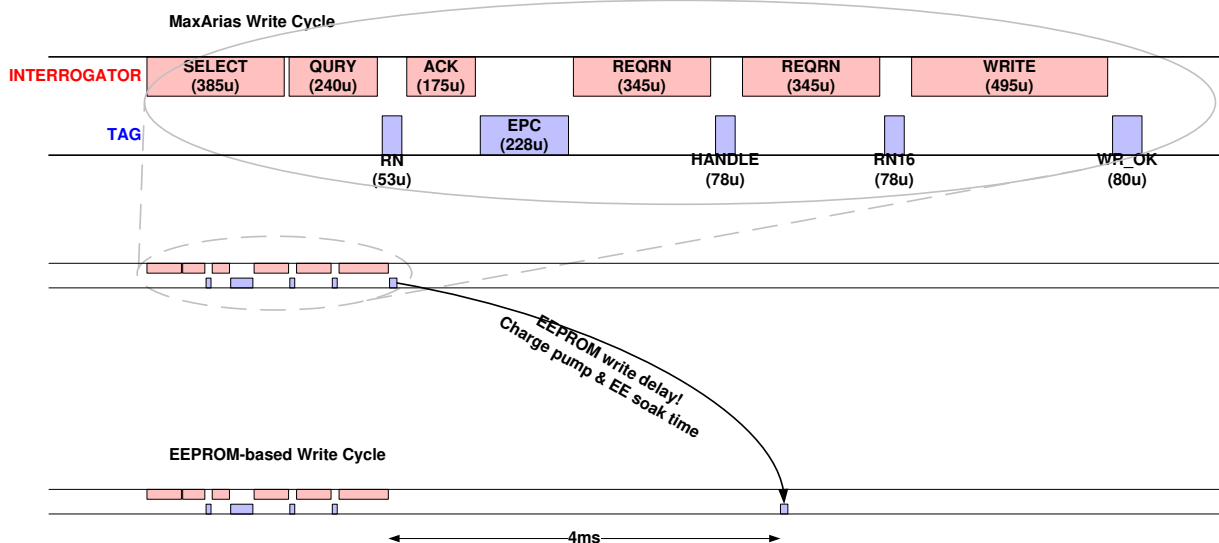 MaxArias Write Cycle
INTERROGATOR
SELECT
(385u)
QURY
(240u)
ACK
(175u)
REQRN
(345u)
REQRN
(345u)
WRITE
(495u)
TAG
RN
(53u)
EPC
(228u)
HANDLE
(78u)
RN16
(78u)
WR_OK
(80u)
EEPROM write delay!
Charge pump & EE soak time
EEPROM-based Write Cycle
4ms